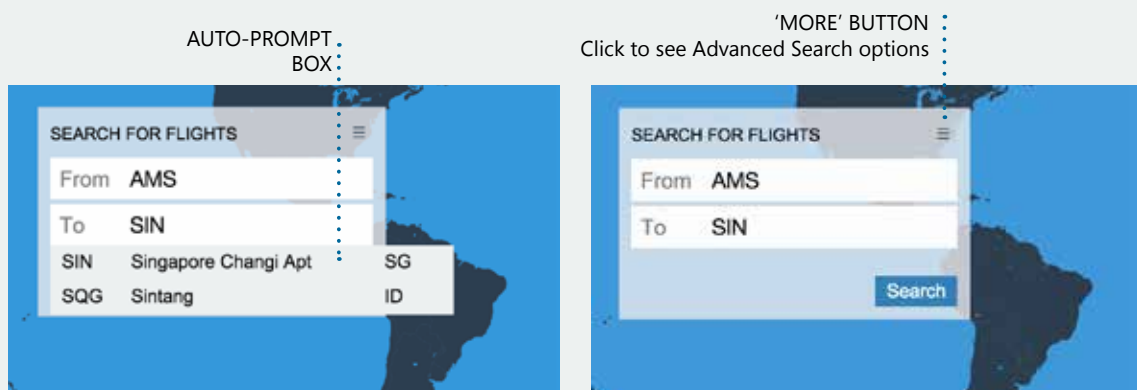 AUTO-PROMPT
BOX
SEARCH FOR FLIGHTS
From AMS
To SIN
SIN Singapore Changi Apt SG
SQG Sintang ID
‘MORE’ BUTTON
Click to see Advanced Search options
SEARCH FOR FLIGHTS
From AMS
To SIN
Search